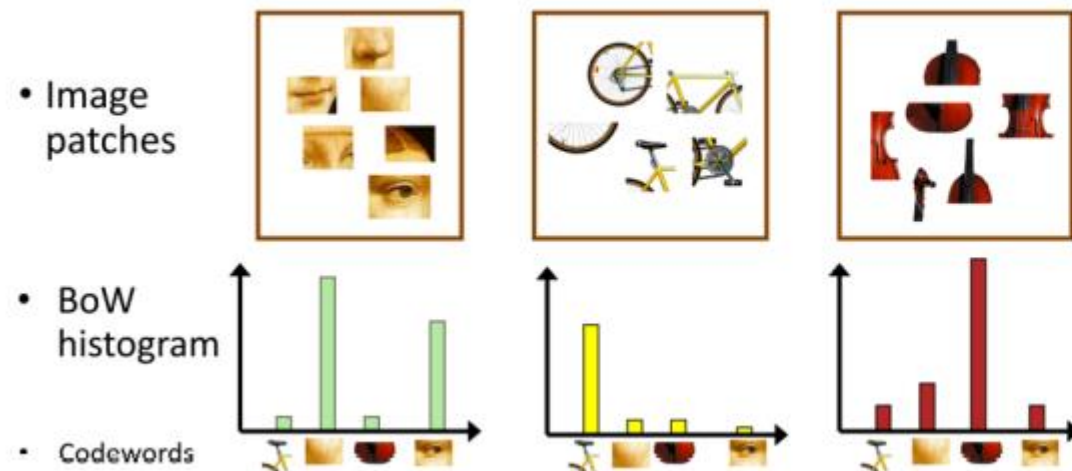 • Image
patches
• BoW
histogram
• Codewords